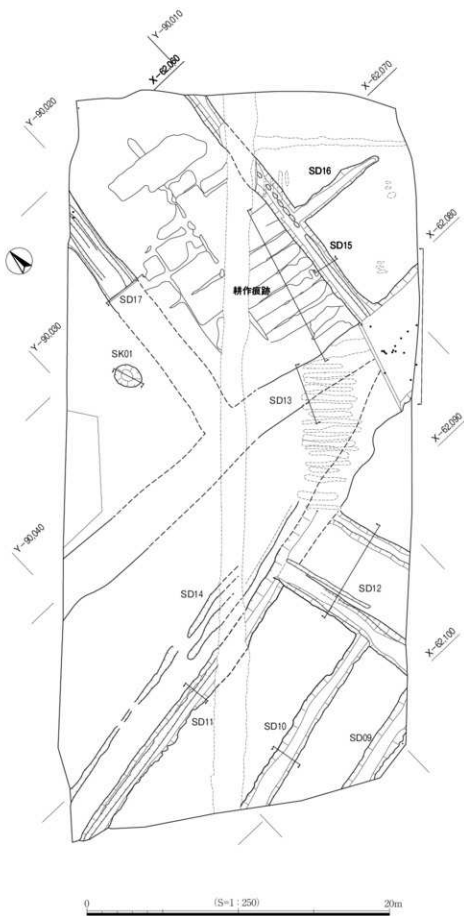 Y-90,010
X-62,060
X-62,070
Y-90,020
SD16
X-62,080
SD15
耕作痕跡
SD17
Y-90,030
SK01
SD13
X-62,090
Y-90,040
SD14
SD12
X-62,100
SD11
SD10
SD09
0 (S=1:250) 20m